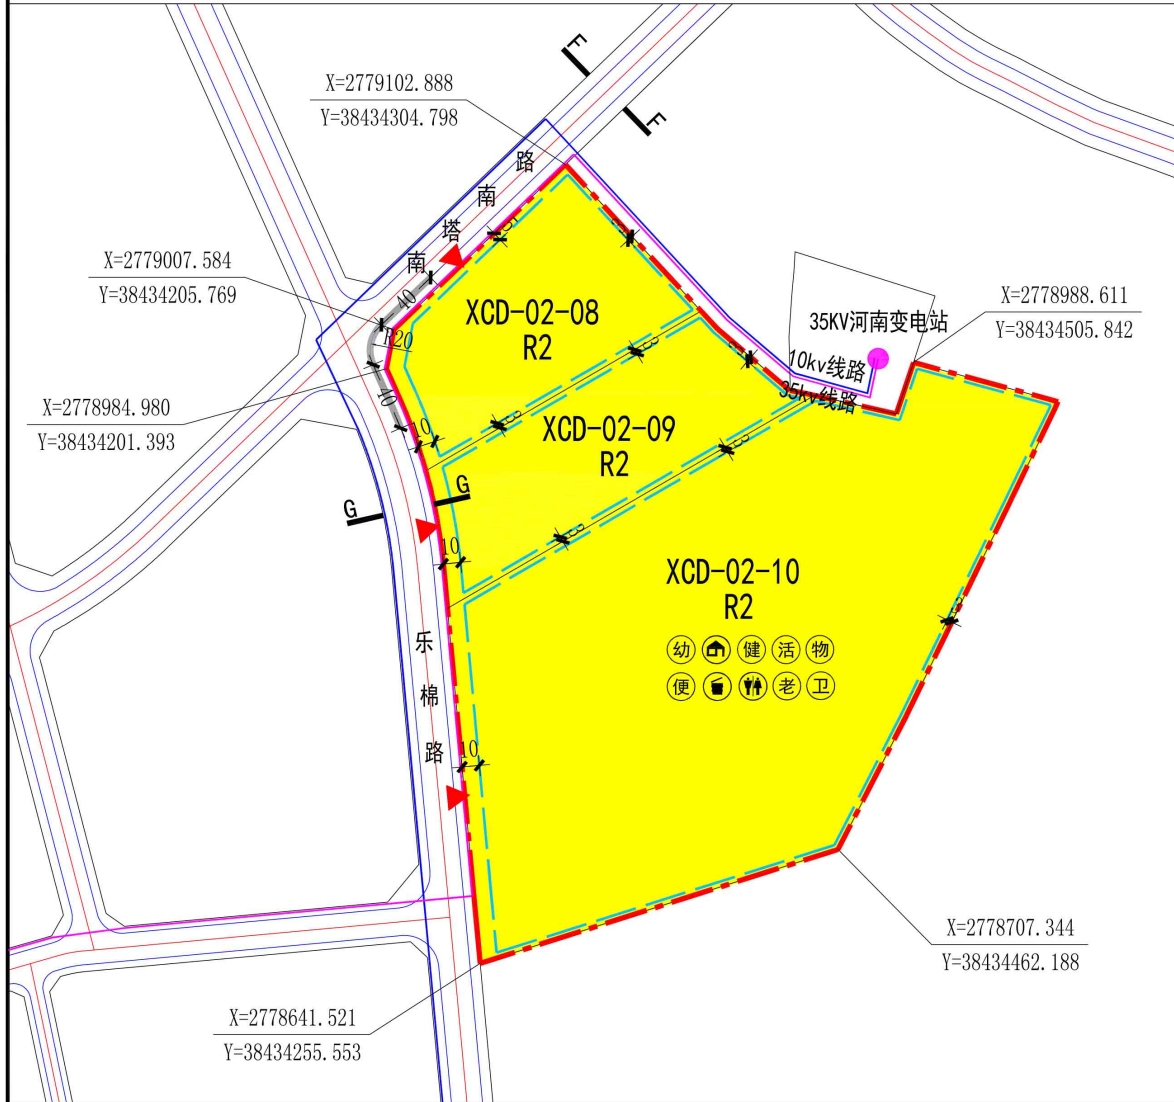 F
F
X=2779102.888
Y=38434304.798
南塔南路
X=2779007.584
Y=38434205.769
40
R20
40
X=2778984.980
Y=38434201.393
XCD-02-08
R2
35KV河南变电站
10kv线路
35kv线路
X=2778988.611
Y=38434505.842
3
3
10
XCD-02-09
R2
3
3
G
G
10
XCD-02-10
R2
幼 健 活 物
便 老 卫
乐棉路
10
X=2778707.344
Y=38434462.188
X=2778641.521
Y=38434255.553